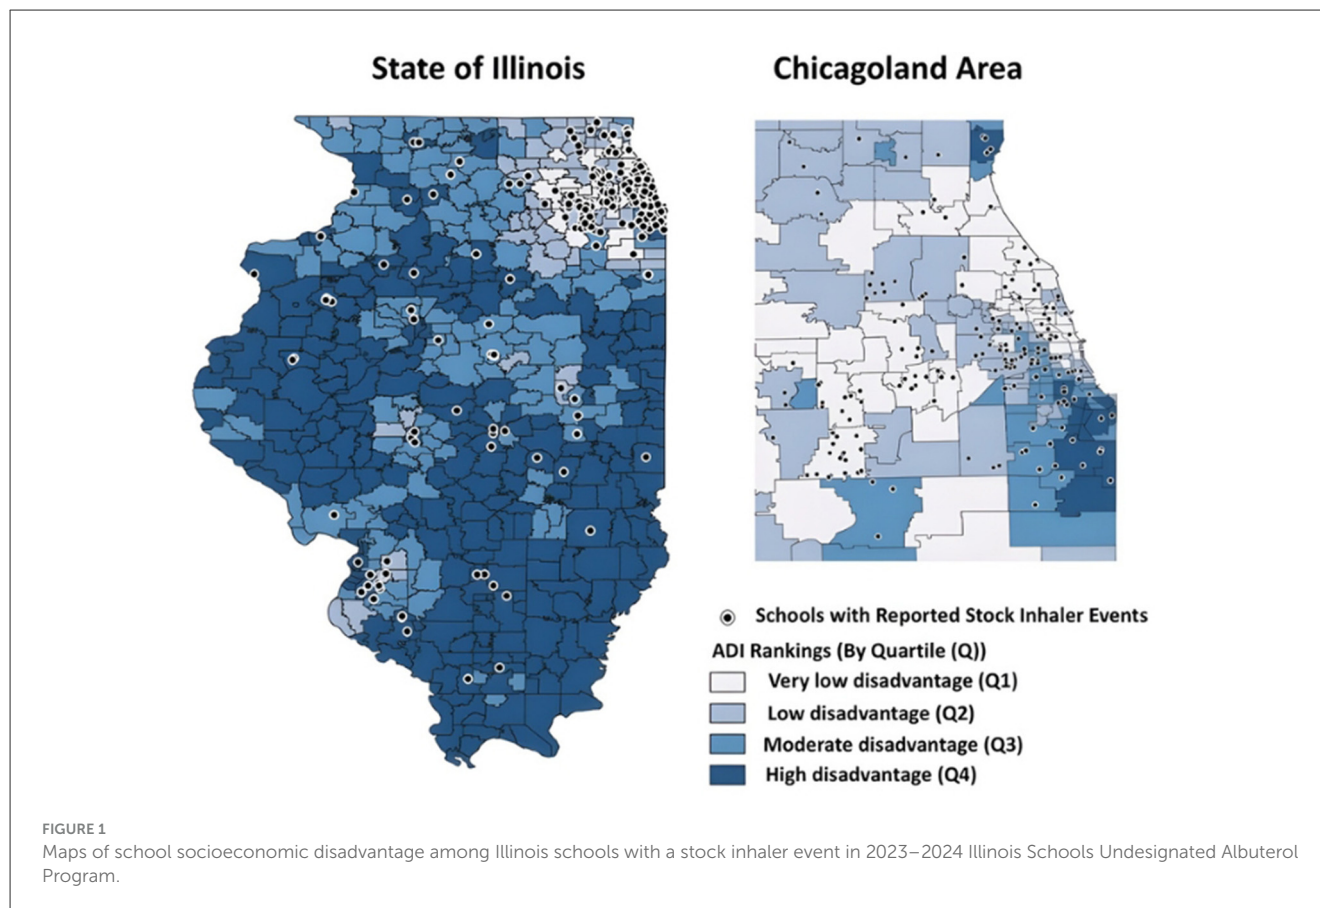 State of Illinois
Chicagoland Area
Schools with Reported Stock Inhaler Events
ADI Rankings (By Quartile (Q))
Very low disadvantage (Q1)
Low disadvantage (Q2)
Moderate disadvantage (Q3)
High disadvantage (Q4)
FIGURE 1
Maps of school socioeconomic disadvantage among Illinois schools with a stock inhaler event in 2023–2024 Illinois Schools Undesignated Albuterol
Program.